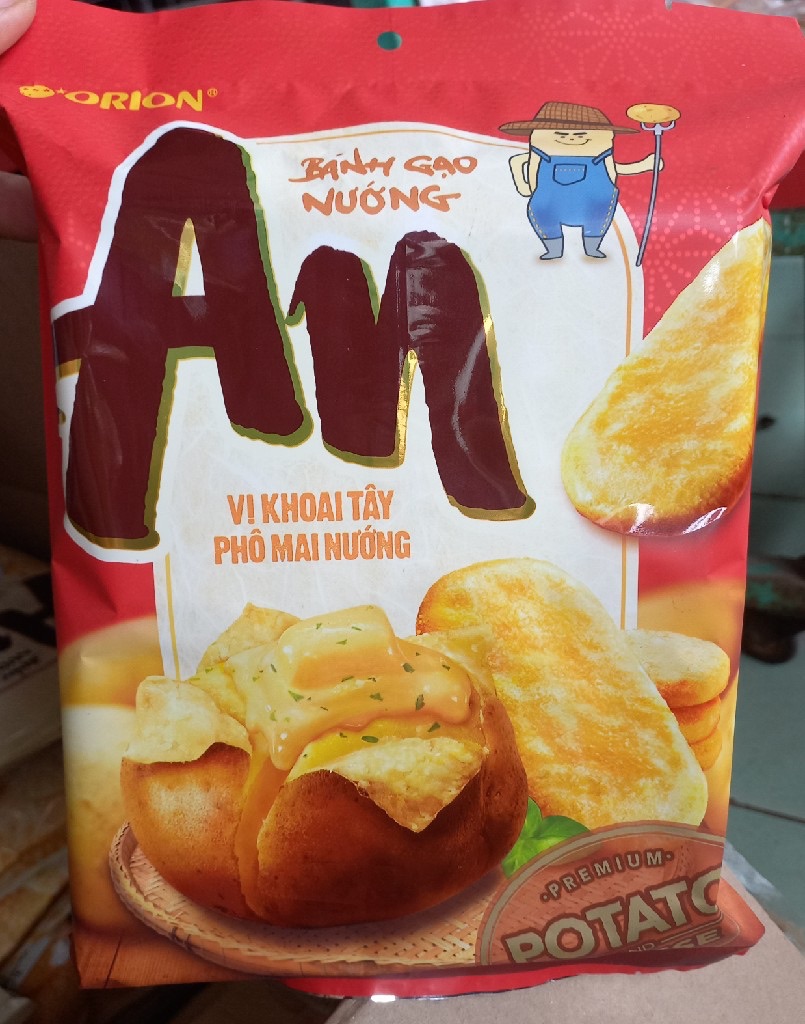 ORION®
An
BÁNH GẠO
NƯỚNG
VỊ KHOAI TÂY
PHÔ MAI NƯỚNG
·PREMIUM·
POTATO